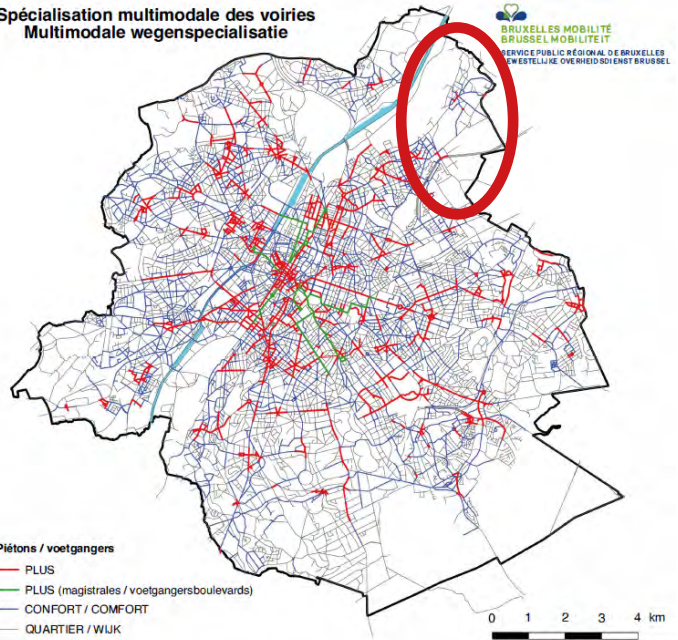 Spécialisation multimodale des voiries
Multimodale wegenspecialisatie
BRUXELLES MOBILITÉ
BRUSSEL MOBILITEIT
SERVICE PUBLIC RÉGIONAL DE BRUXELLES
EWESTELIJKE OVERHEIDSDIENST BRUSSEL
Piétons / voetgangers
PLUS
PLUS (magistrales / voetgangersboulevards)
CONFORT / COMFORT
QUARTIER / WIJK
0 1 2 3 4 km